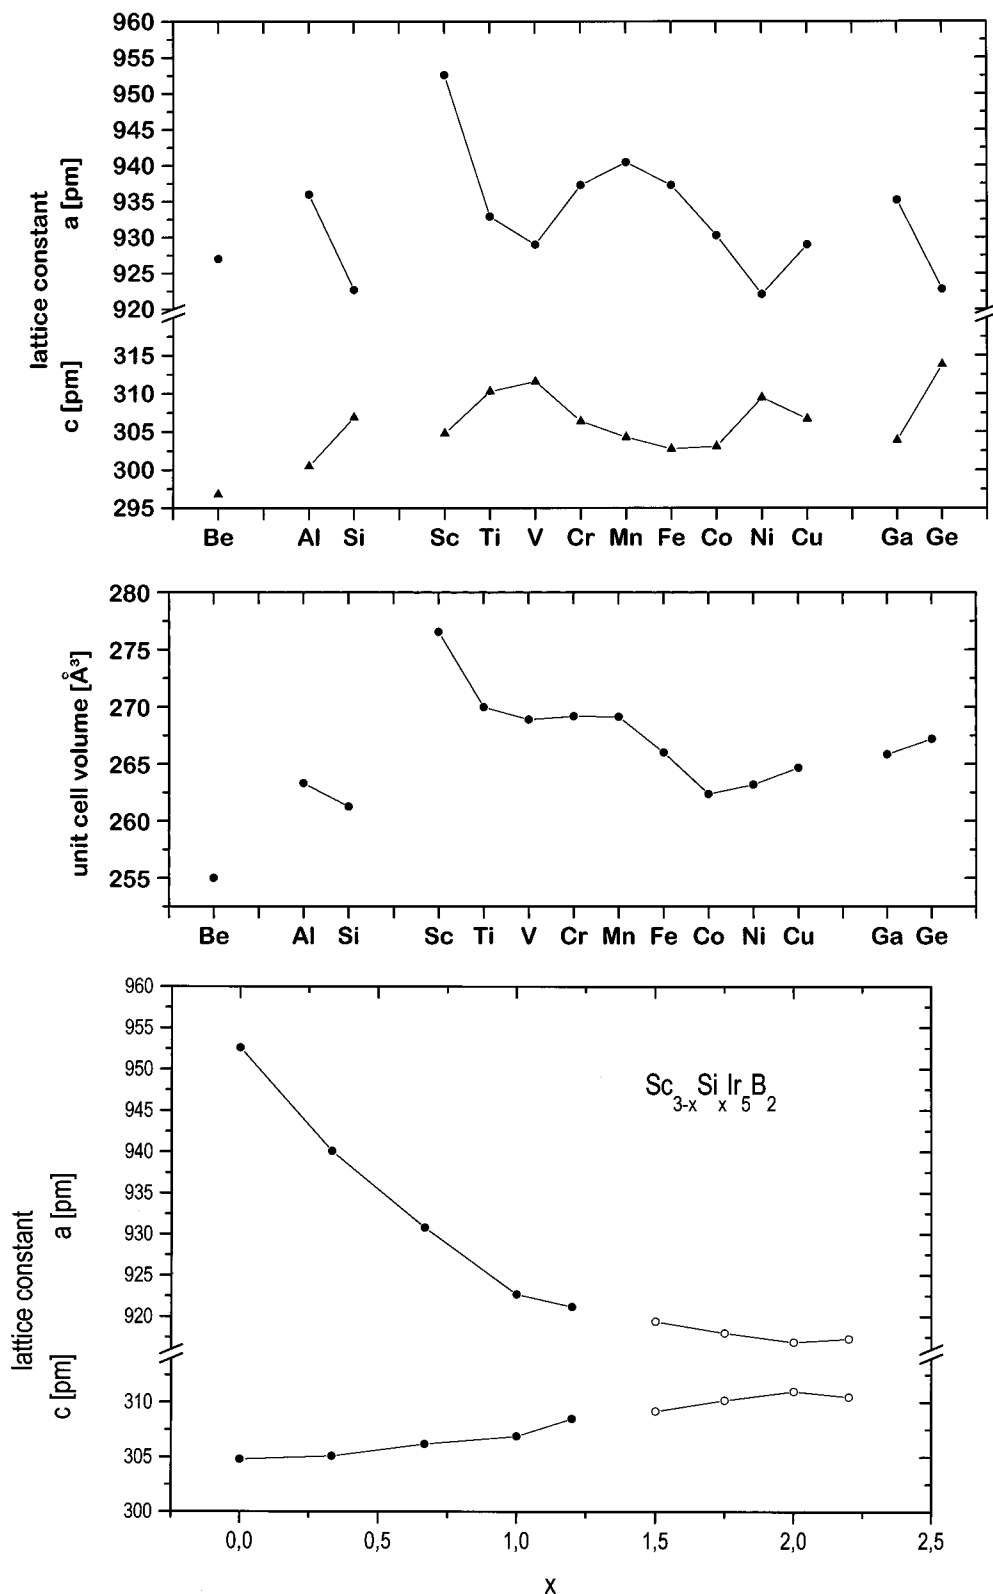 960
955
950
945
940
935
930
925
920
315
310
305
300
295
lattice constant
a [pm]
c [pm]
Be Al Si Sc Ti V Cr Mn Fe Co Ni Cu Ga Ge
280
275
270
265
260
255
unit cell volume [Å³]
Be Al Si Sc Ti V Cr Mn Fe Co Ni Cu Ga Ge
960
955
950
945
940
935
930
925
920
310
305
300
lattice constant
a [pm]
c [pm]
Sc3-xSixIr5B2
0,0 0,5 1,0 1,5 2,0 2,5
x